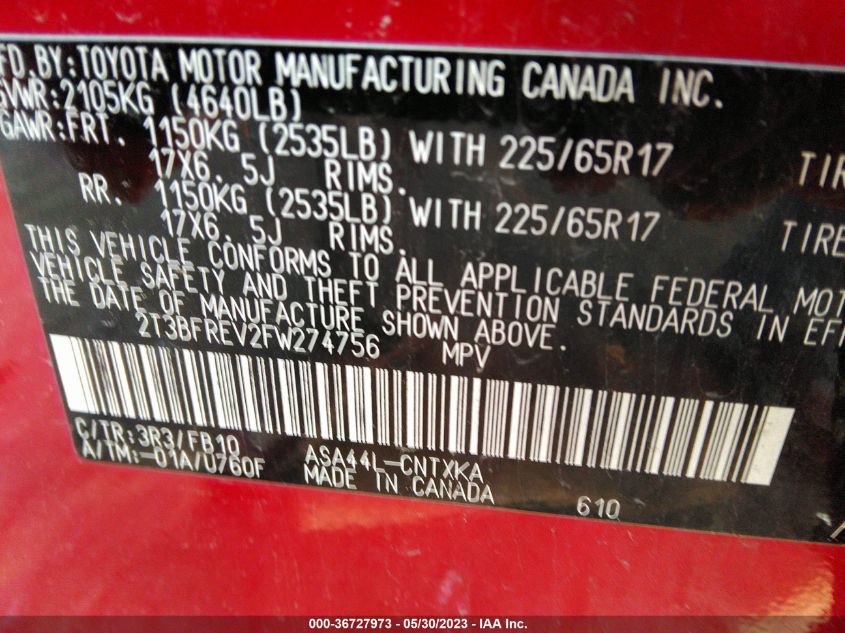 FD.BY:TOYOTA MOTOR MANUFACTURING CANADA INC.
GVWR:2105KG (4640LB)
GAWR:FRT. 1150KG (2535LB) WITH 225/65R17 TIRE
17X6. 5J RIMS.
RR. 1150KG (2535LB) WITH 225/65R17 TIRE
17X6. 5J RIMS.
THIS VEHICLE CONFORMS TO ALL APPLICABLE FEDERAL MOT
VEHICLE SAFETY AND THEFT PREVENTION STANDARDS IN EFF
THE DATE OF MANUFACTURE SHOWN ABOVE.
2T3BFREV2FW274756 MPV
C/TR:3R3/FB10 ASA44L-CNTXKA
A/TM:-01A/U760F MADE IN CANADA
610
000-36727973 - 05/30/2023 - IAA Inc.